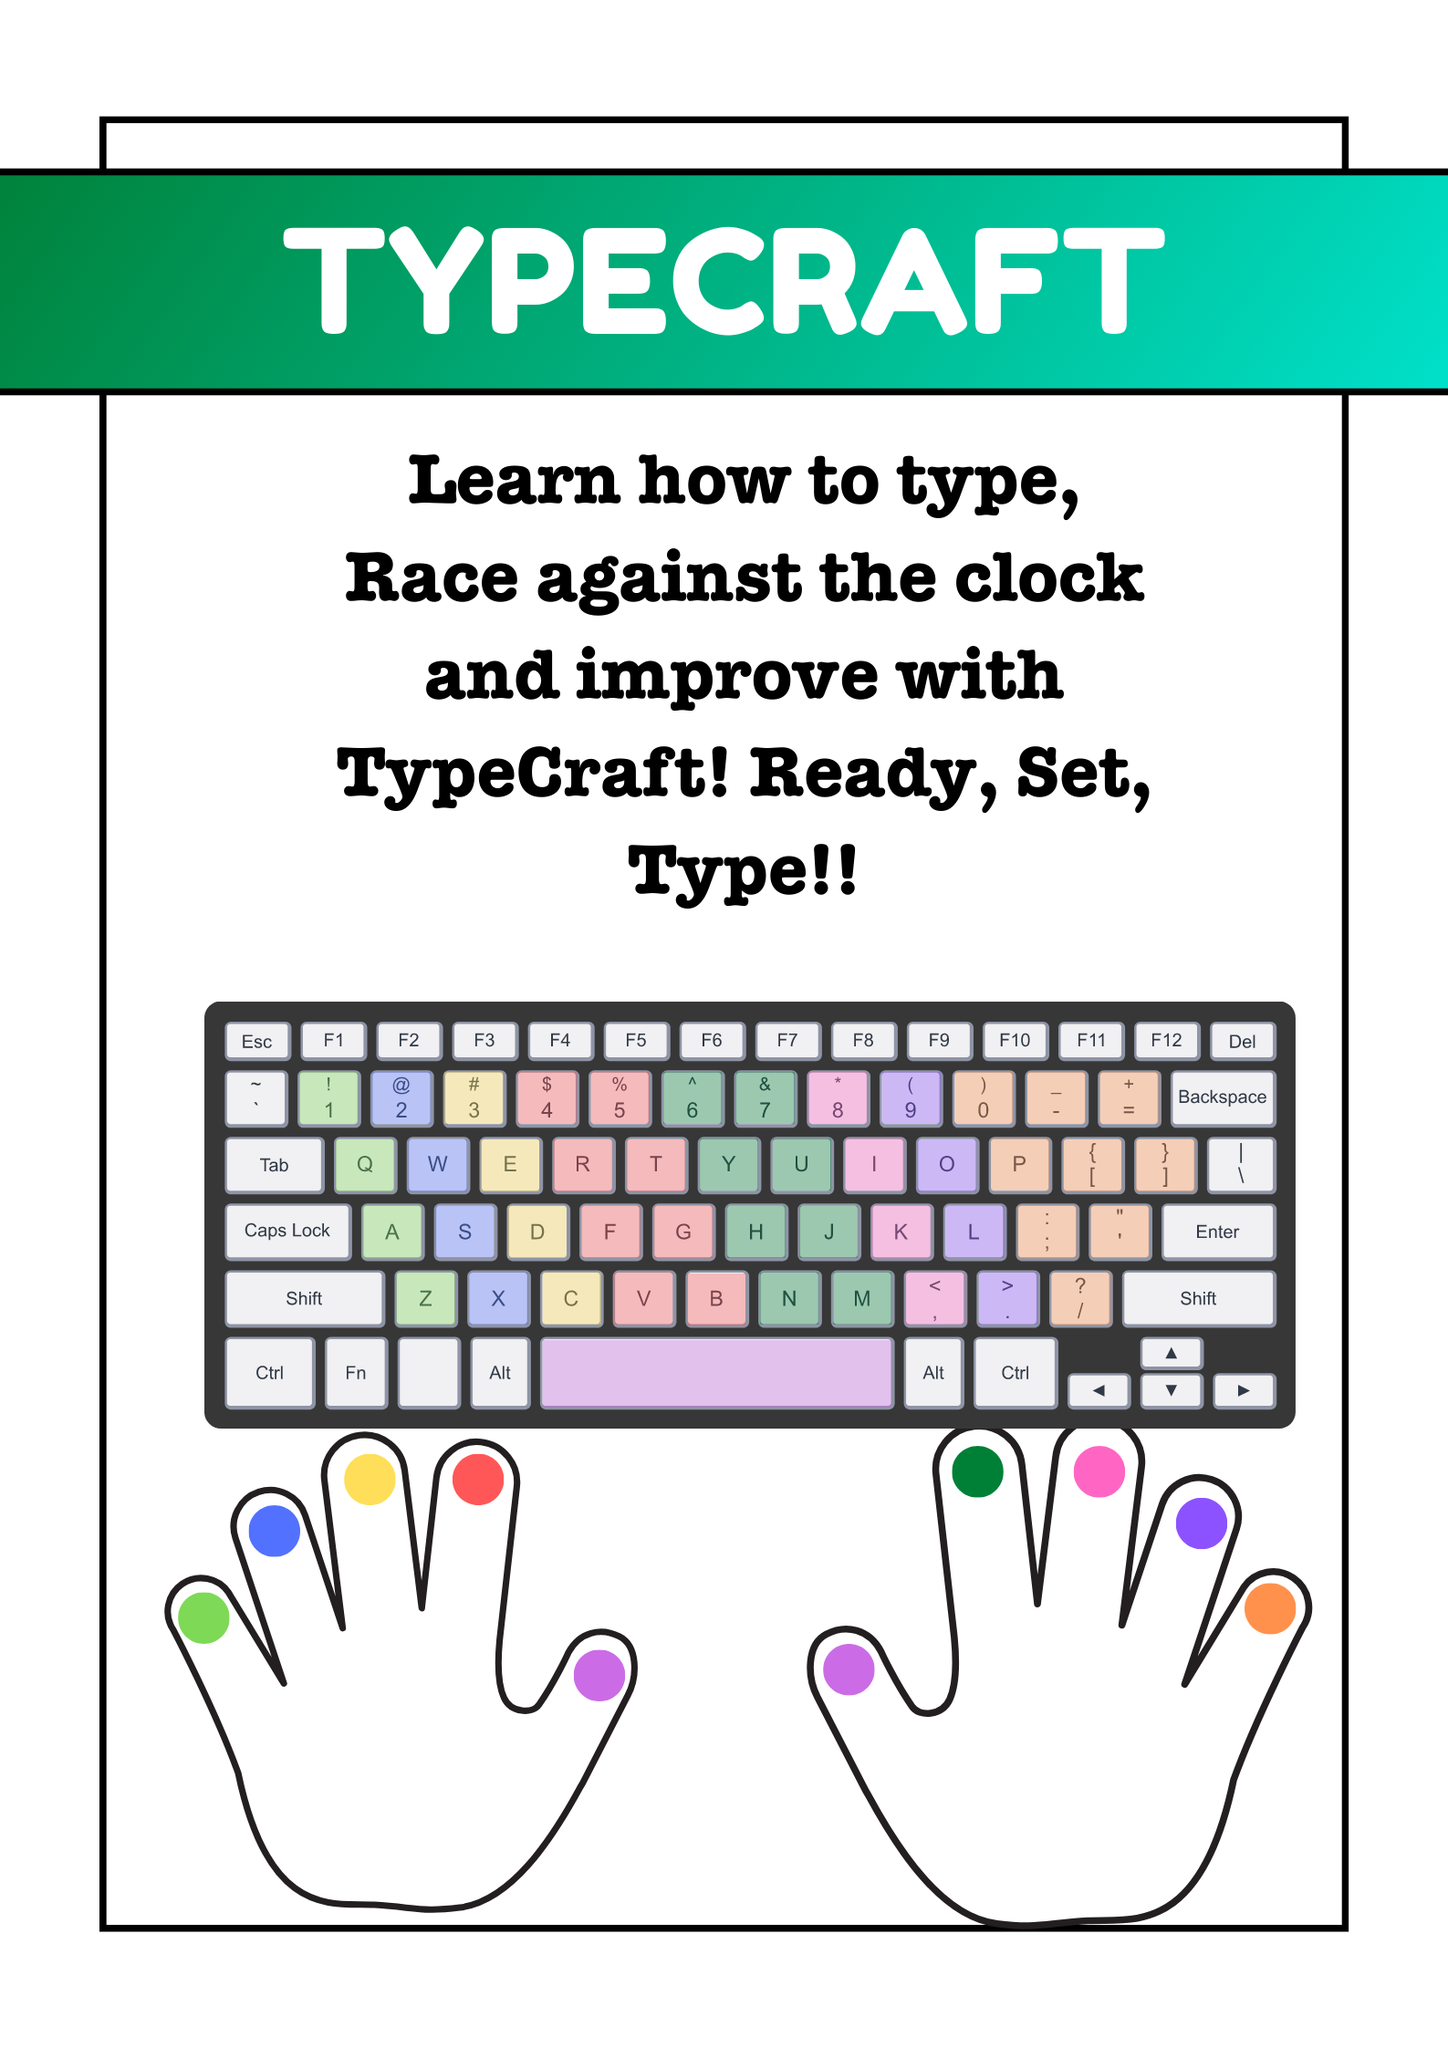 TYPECRAFT
Learn how to type,
Race against the clock
and improve with
TypeCraft! Ready, Set,
Type!!
Esc F1 F2 F3 F4 F5 F6 F7 F8 F9 F10 F11 F12 Del
~ ! @ # $ % ^ & * ( ) _ +
` 1 2 3 4 5 6 7 8 9 0 - = Backspace
Tab Q W E R T Y U I O P { [ } ] | \
Caps Lock A S D F G H J K L : ; " ' Enter
Shift Z X C V B N M < , > . ? / Shift
Ctrl Fn Alt Alt Ctrl ◄ ▲ ▼ ►